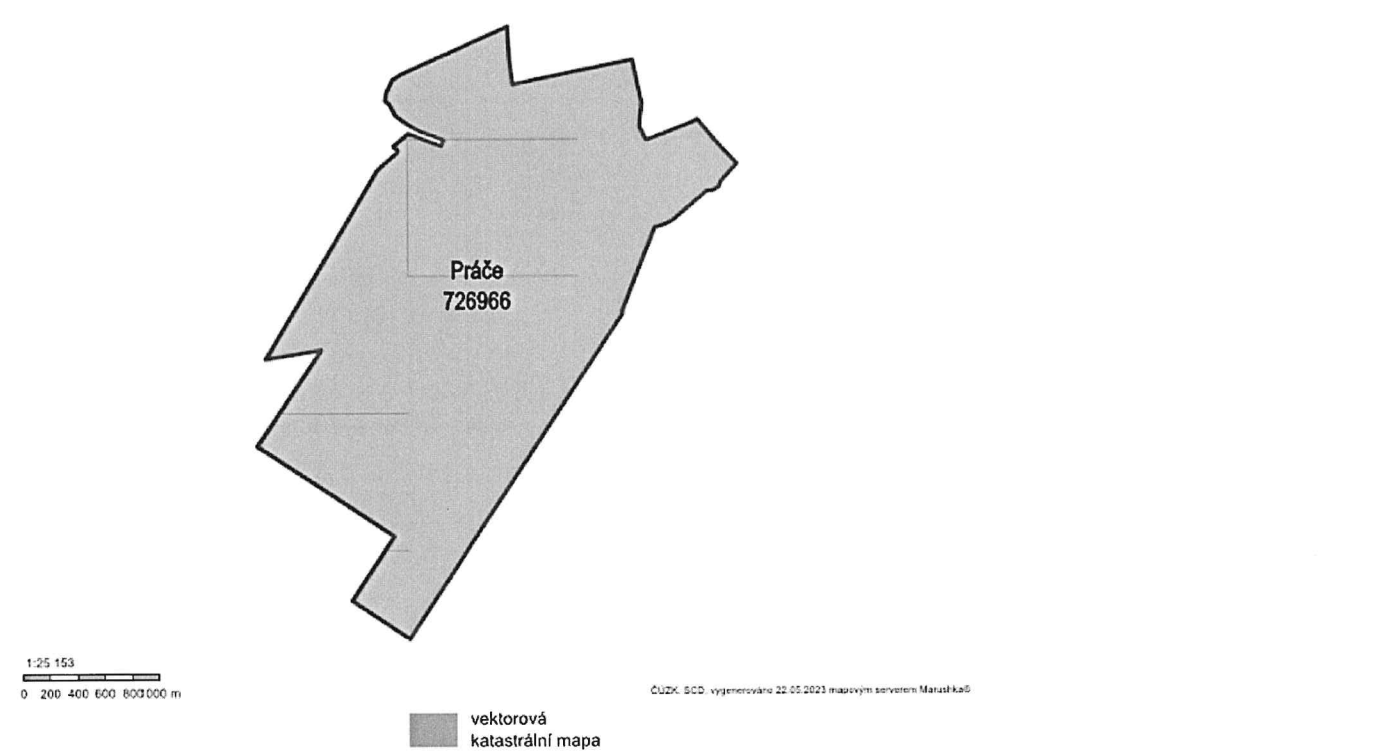 Práče
726966
1:25 153
0 200 400 600 800 1000 m
ČÚZK, SCD, vygenerováno 22.05.2023 mapovým serverem Marushka®
vektorová
katastrální mapa